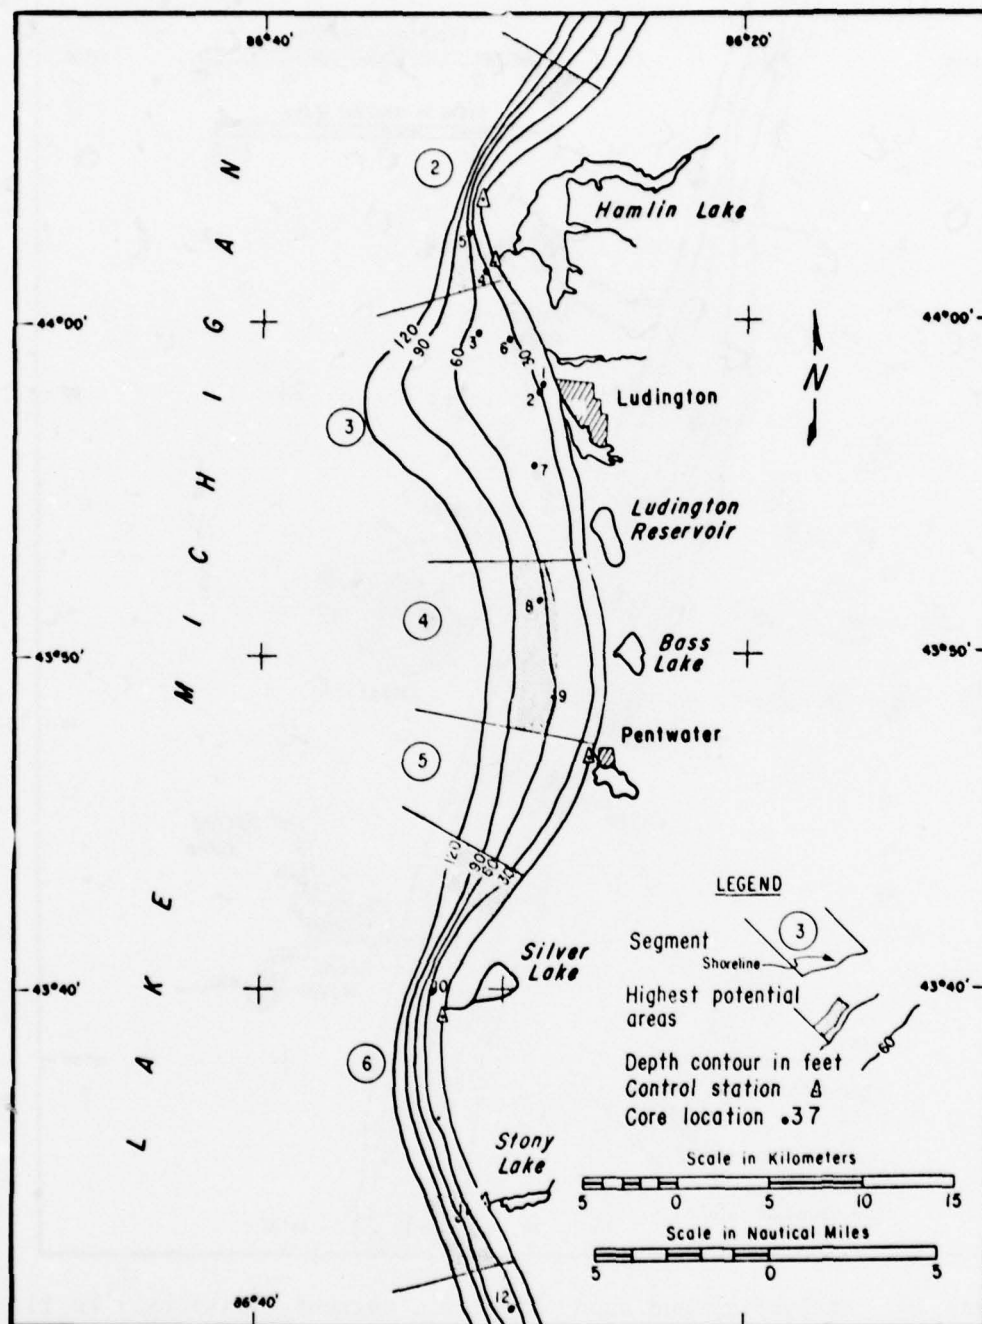 86°40'
86°20'
2
Hamlin Lake
5
4
44°00'
44°00'
120
90
60
30
3
6
1
2
N
Ludington
3
7
Ludington
Reservoir
LAKE MICHIGAN
8
4
43°50'
43°50'
Bass
Lake
9
Pentwater
5
120
90
60
30
LEGEND
3
Segment
Shoreline
Silver
Lake
43°40'
43°40'
Highest potential
areas
60
6
Depth contour in feet
Control station
Core location •37
Stony
Lake
Scale in Kilometers
5 0 5 10 15
Scale in Nautical Miles
5 0 5
86°40'
12